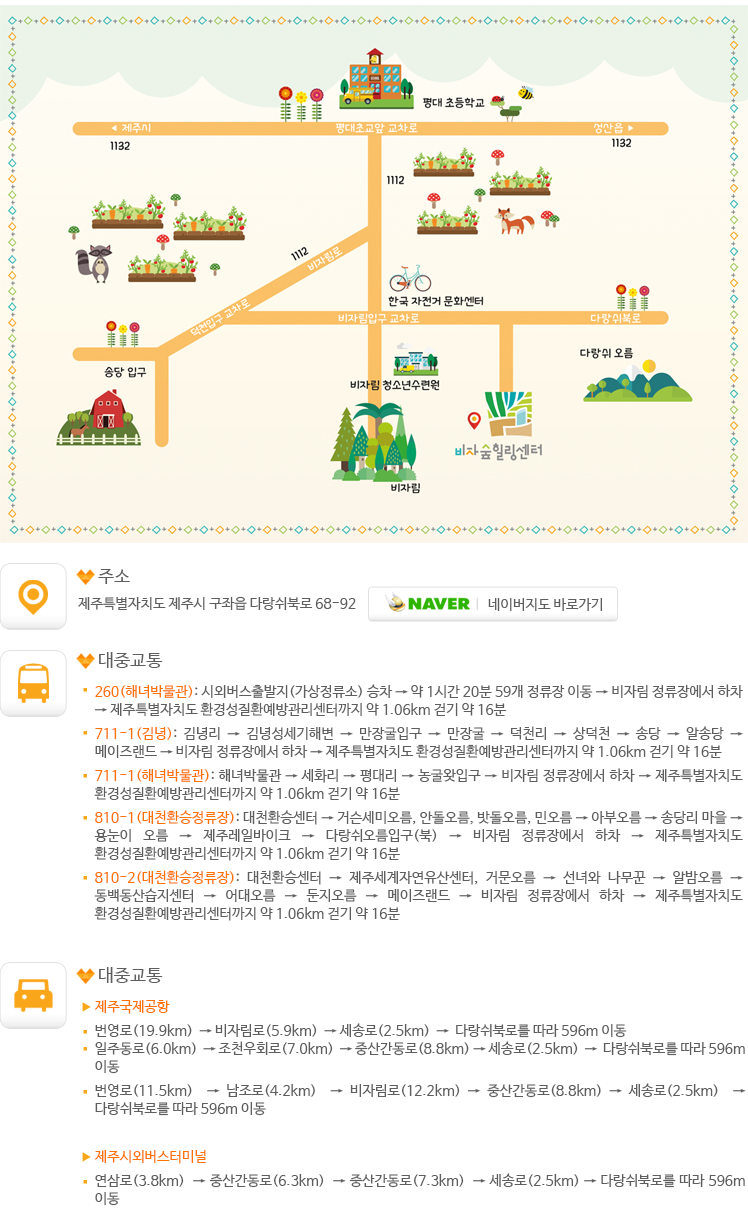 평대 초등학교
◀ 제주시
평대초교앞 교차로
성산읍 ▶
1132
1132
1112
1112
비자림로
한국 자전거 문화센터
덕천입구 교차로
비자림입구 교차로
다랑쉬북로
송당 입구
다랑쉬 오름
비자림 청소년수련원
비자숲힐링센터
비자림
주소
제주특별자치도 제주시 구좌읍 다랑쉬북로 68-92
NAVER | 네이버지도 바로가기
대중교통
260(해녀박물관): 시외버스출발지(가상정류소) 승차 → 약 1시간 20분 59개 정류장 이동 → 비자림 정류장에서 하차
→ 제주특별자치도 환경성질환예방관리센터까지 약 1.06km 걷기 약 16분
711-1(김녕): 김녕리 → 김녕성세기해변 → 만장굴입구 → 만장굴 → 덕천리 → 상덕천 → 송당 → 알송당 →
메이즈랜드 → 비자림 정류장에서 하차 → 제주특별자치도 환경성질환예방관리센터까지 약 1.06km 걷기 약 16분
711-1(해녀박물관): 해녀박물관 → 세화리 → 평대리 → 농굴왓입구 → 비자림 정류장에서 하차 → 제주특별자치도
환경성질환예방관리센터까지 약 1.06km 걷기 약 16분
810-1(대천환승정류장): 대천환승센터 → 거슨세미오름, 안돌오름, 밧돌오름, 민오름 → 아부오름 → 송당리 마을 →
용눈이 오름 → 제주레일바이크 → 다랑쉬오름입구(북) → 비자림 정류장에서 하차 → 제주특별자치도
환경성질환예방관리센터까지 약 1.06km 걷기 약 16분
810-2(대천환승정류장): 대천환승센터 → 제주세계자연유산센터, 거문오름 → 선녀와 나무꾼 → 알밤오름 →
동백동산습지센터 → 어대오름 → 둔지오름 → 메이즈랜드 → 비자림 정류장에서 하차 → 제주특별자치도
환경성질환예방관리센터까지 약 1.06km 걷기 약 16분
대중교통
▶ 제주국제공항
번영로(19.9km) → 비자림로(5.9km) → 세송로(2.5km) → 다랑쉬북로를 따라 596m 이동
일주동로(6.0km) → 조천우회로(7.0km) → 중산간동로(8.8km) → 세송로(2.5km) → 다랑쉬북로를 따라 596m
이동
번영로(11.5km) → 남조로(4.2km) → 비자림로(12.2km) → 중산간동로(8.8km) → 세송로(2.5km) →
다랑쉬북로를 따라 596m 이동
▶ 제주시외버스터미널
연삼로(3.8km) → 중산간동로(6.3km) → 중산간동로(7.3km) → 세송로(2.5km) → 다랑쉬북로를 따라 596m
이동